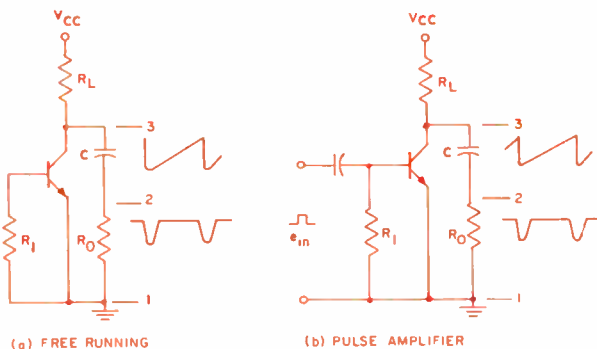 VCC
RL
3
C
2
R1
RO
1
(a) FREE RUNNING
VCC
RL
3
C
2
ein
R1
RO
1
(b) PULSE AMPLIFIER